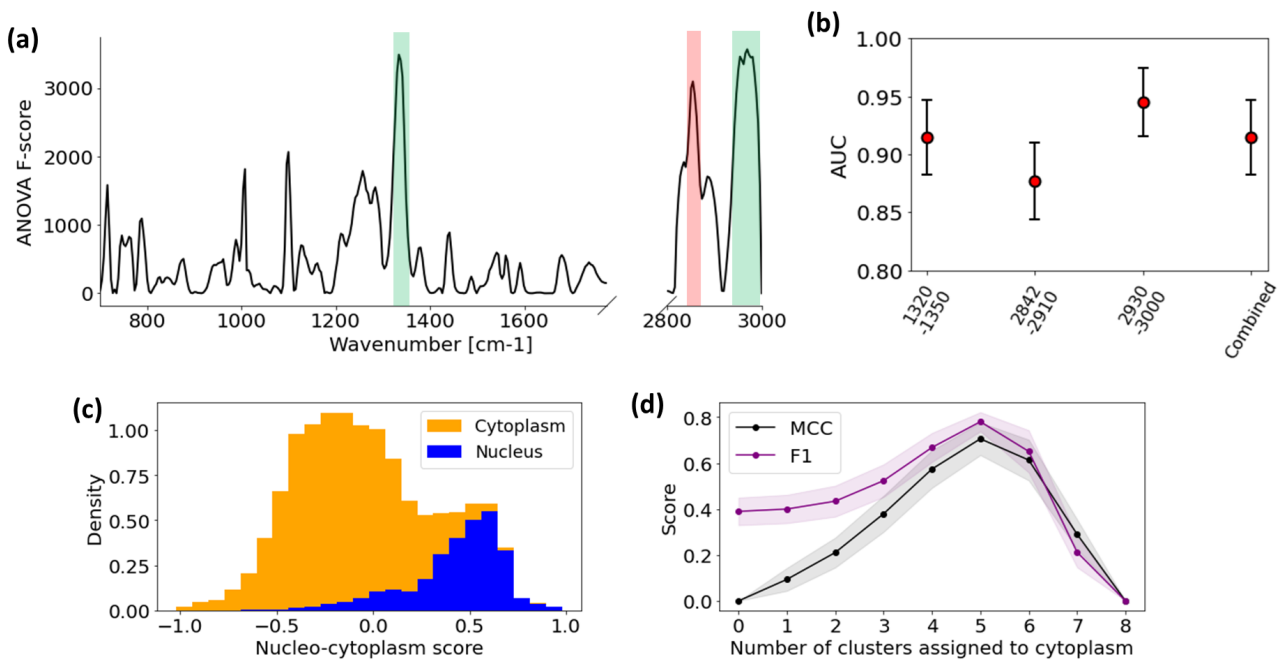 (a)
ANOVA F-score
3000
2000
1000
0
800
1000
1200
1400
1600
2800
3000
Wavenumber [cm-1]
(b)
AUC
1.00
0.95
0.90
0.85
0.80
1320
-1350
2842
-2910
2930
-3000
Combined
(c)
Density
1.00
0.75
0.50
0.25
0.00
−1.0
−0.5
0.0
0.5
1.0
Nucleo-cytoplasm score
Cytoplasm
Nucleus
(d)
Score
0.8
0.6
0.4
0.2
0.0
0
1
2
3
4
5
6
7
8
Number of clusters assigned to cytoplasm
MCC
F1